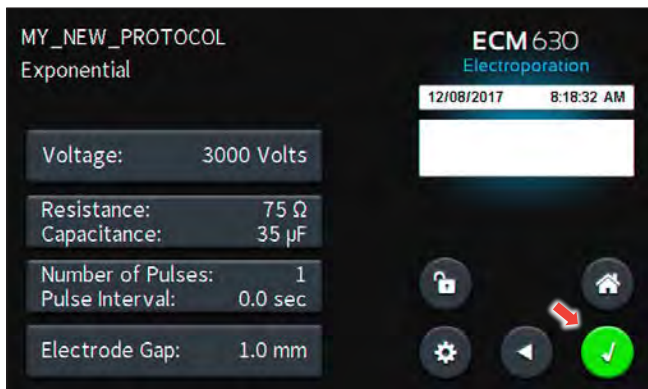 MY_NEW_PROTOCOL
Exponential
Voltage: 3000 Volts
Resistance: 75 Ω
Capacitance: 35 µF
Number of Pulses: 1
Pulse Interval: 0.0 sec
Electrode Gap: 1.0 mm
ECM 630
Electroporation
12/08/2017 8:18:32 AM